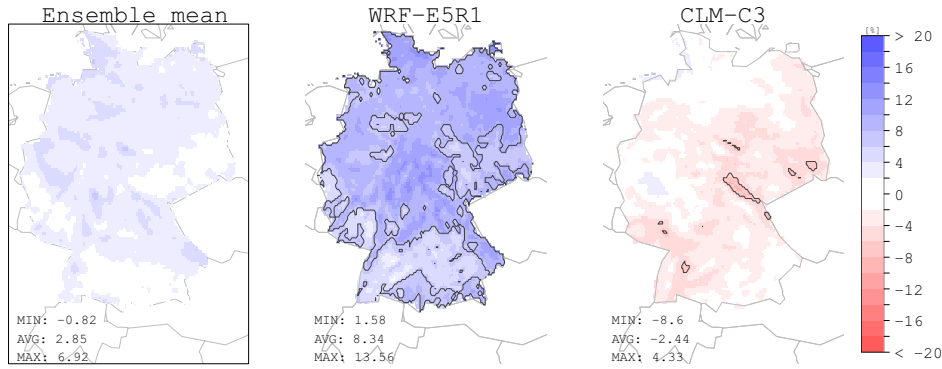 Ensemble mean
WRF-E5R1
CLM-C3
[%]
> 20
16
12
8
4
0
-4
-8
-12
-16
< -20
MIN: -0.82
AVG: 2.85
MAX: 6.92
MIN: 1.58
AVG: 8.34
MAX: 13.56
MIN: -8.6
AVG: -2.44
MAX: 4.33